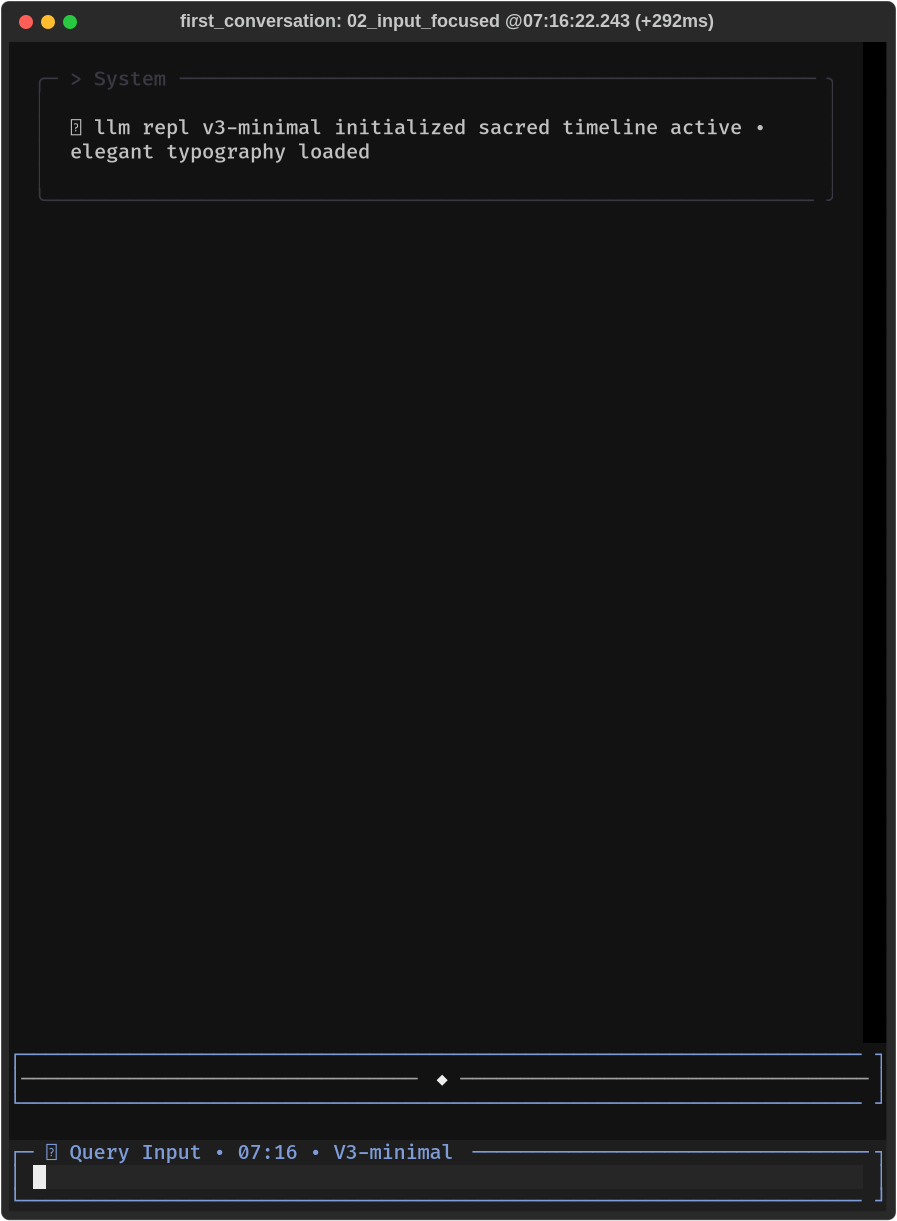 first_conversation: 02_input_focused @07:16:22.243 (+292ms)
> System
llm repl v3-minimal initialized sacred timeline active •
elegant typography loaded
Query Input • 07:16 • V3-minimal